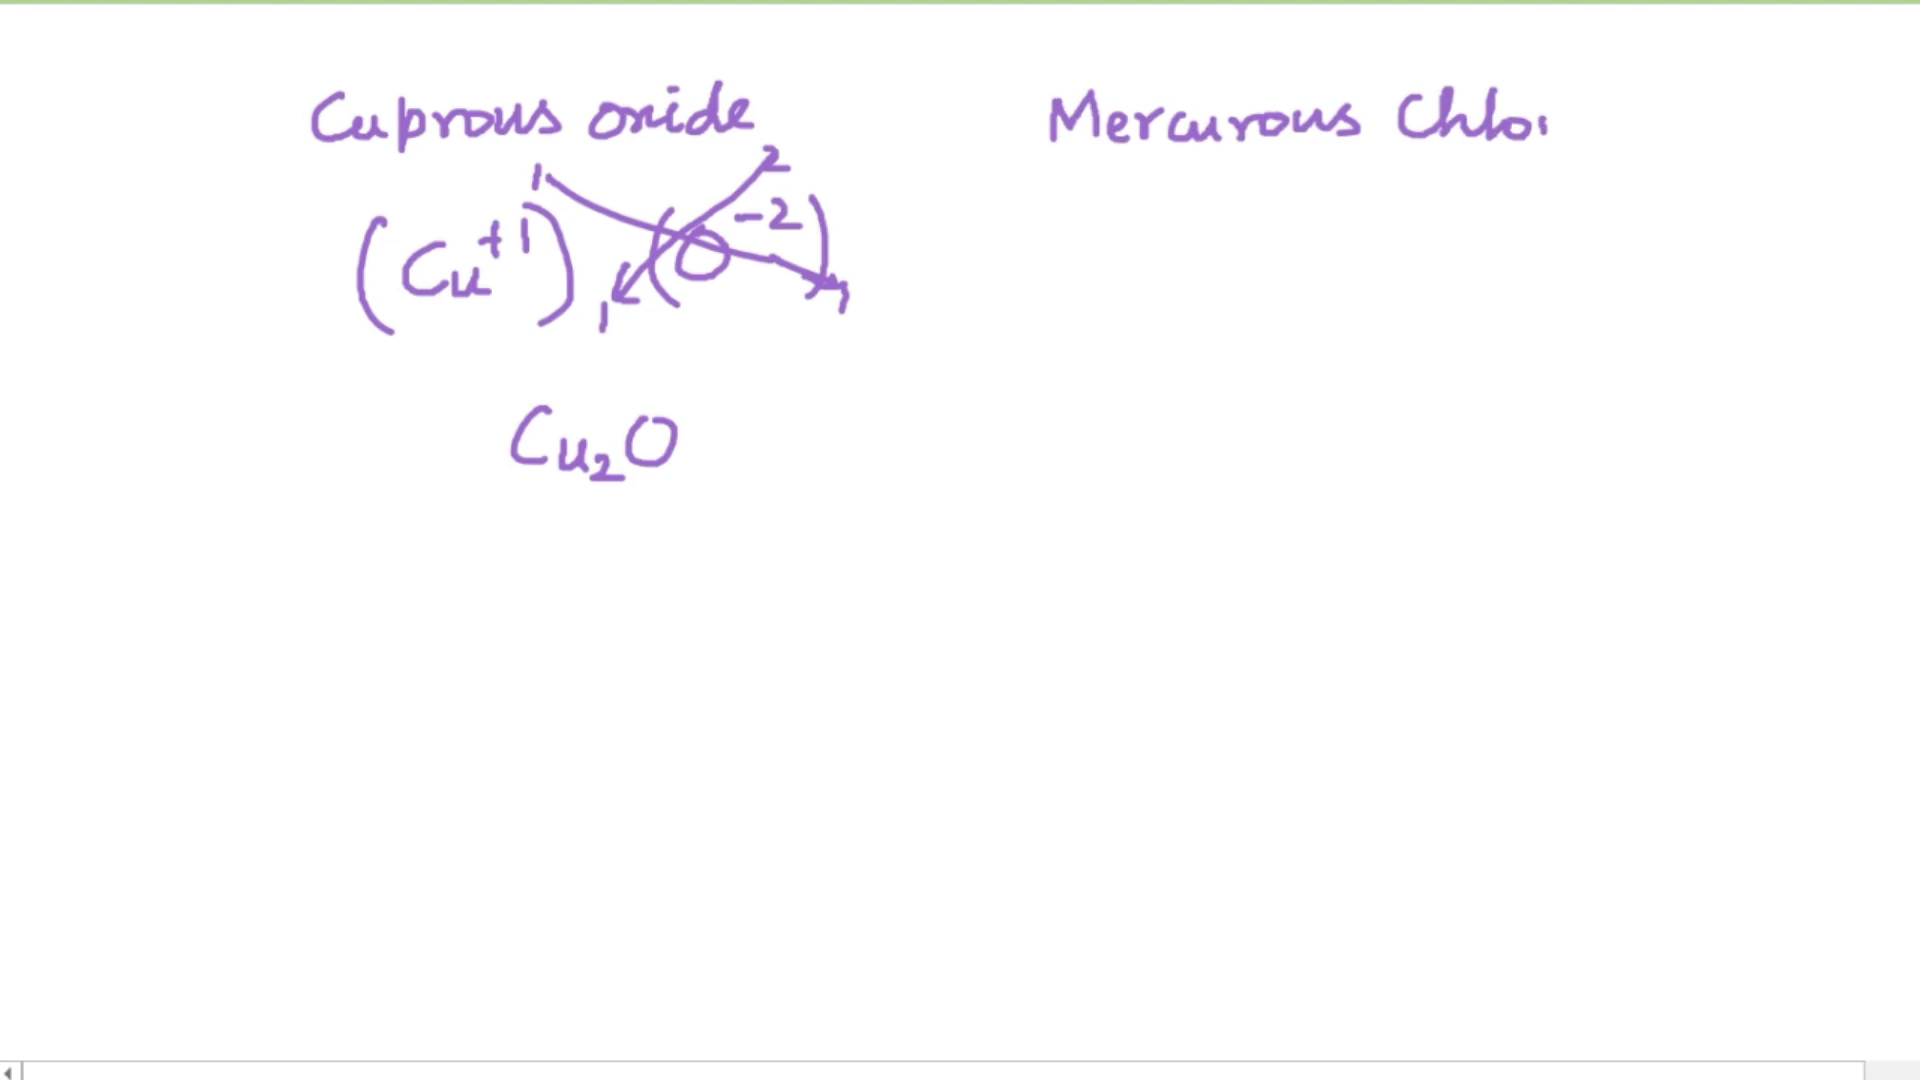 Cuprous oxide
1 2
(Cu+1)1 (O-2)1
Cu2O
Mercurous Chlo